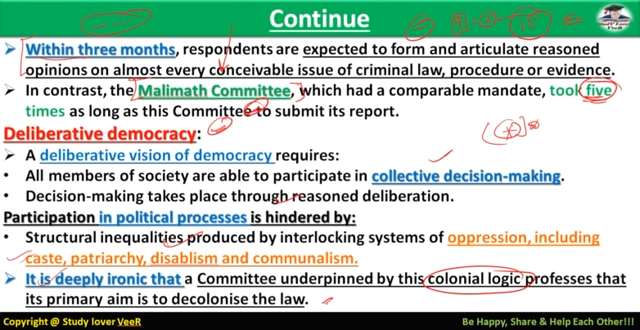 Continue
➢ Within three months, respondents are expected to form and articulate reasoned
opinions on almost every conceivable issue of criminal law, procedure or evidence.
➢ In contrast, the Malimath Committee, which had a comparable mandate, took five
times as long as this Committee to submit its report.
Deliberative democracy:
➢ A deliberative vision of democracy requires:
• All members of society are able to participate in collective decision-making.
• Decision-making takes place through reasoned deliberation.
Participation in political processes is hindered by:
• Structural inequalities produced by interlocking systems of oppression, including
caste, patriarchy, disablism and communalism.
➢ It is deeply ironic that a Committee underpinned by this colonial logic professes that
its primary aim is to decolonise the law.
Copyright @ Study lover VeeR
Be Happy, Share & Help Each Other!!!